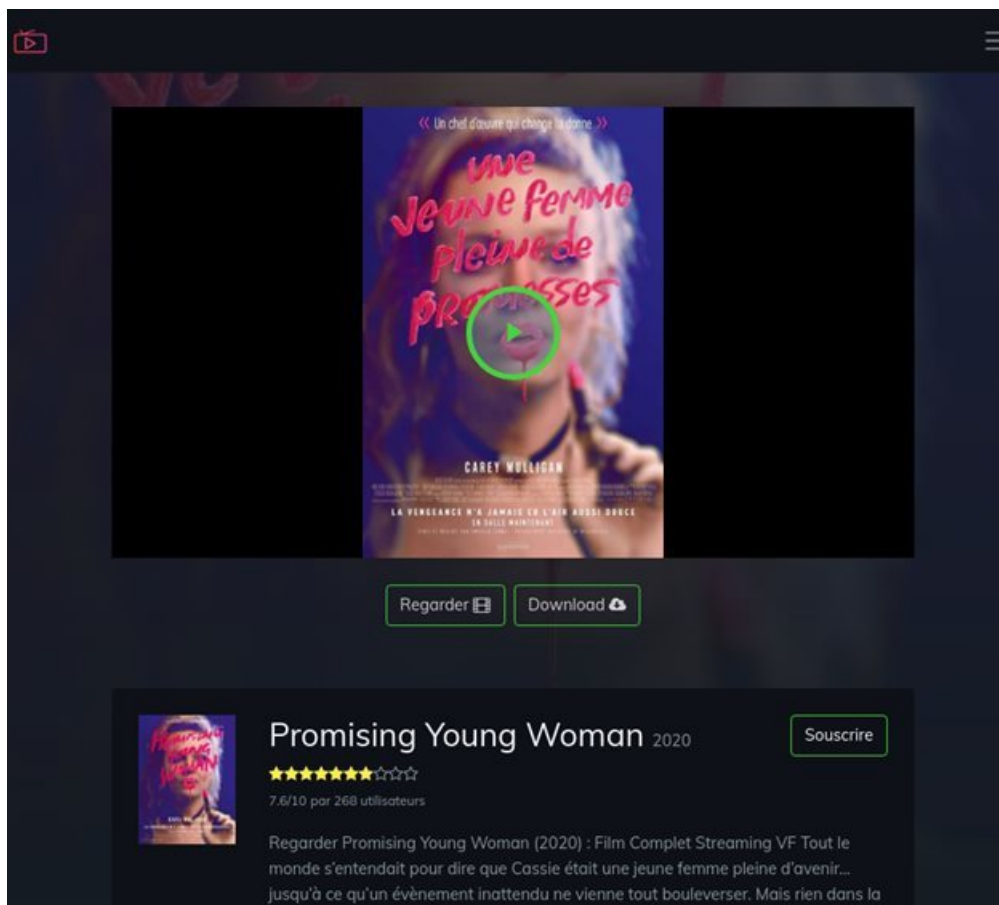 « Un chef d'œuvre qui change la donne »
une
Jeune femme
pleine de
PROMESSES
CAREY MULLIGAN
LA VENGEANCE N'A JAMAIS EU L'AIR AUSSI DOUCE
EN SALLE MAINTENANT
Regarder
Download
Promising Young Woman 2020
Souscrire
7.6/10 par 268 utilisateurs
Regarder Promising Young Woman (2020) : Film Complet Streaming VF Tout le
monde s'entendait pour dire que Cassie était une jeune femme pleine d'avenir...
jusqu'à ce qu'un évènement inattendu ne vienne tout bouleverser. Mais rien dans la